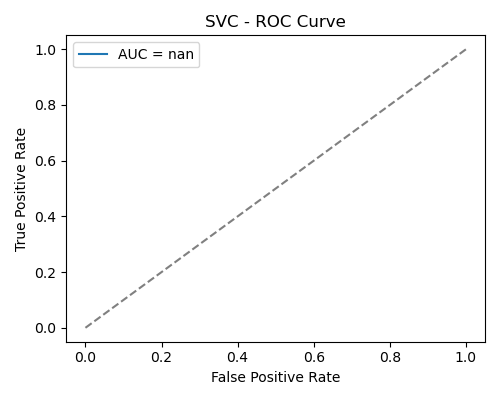 SVC - ROC Curve
AUC = nan
True Positive Rate
1.0
0.8
0.6
0.4
0.2
0.0
0.0 0.2 0.4 0.6 0.8 1.0
False Positive Rate